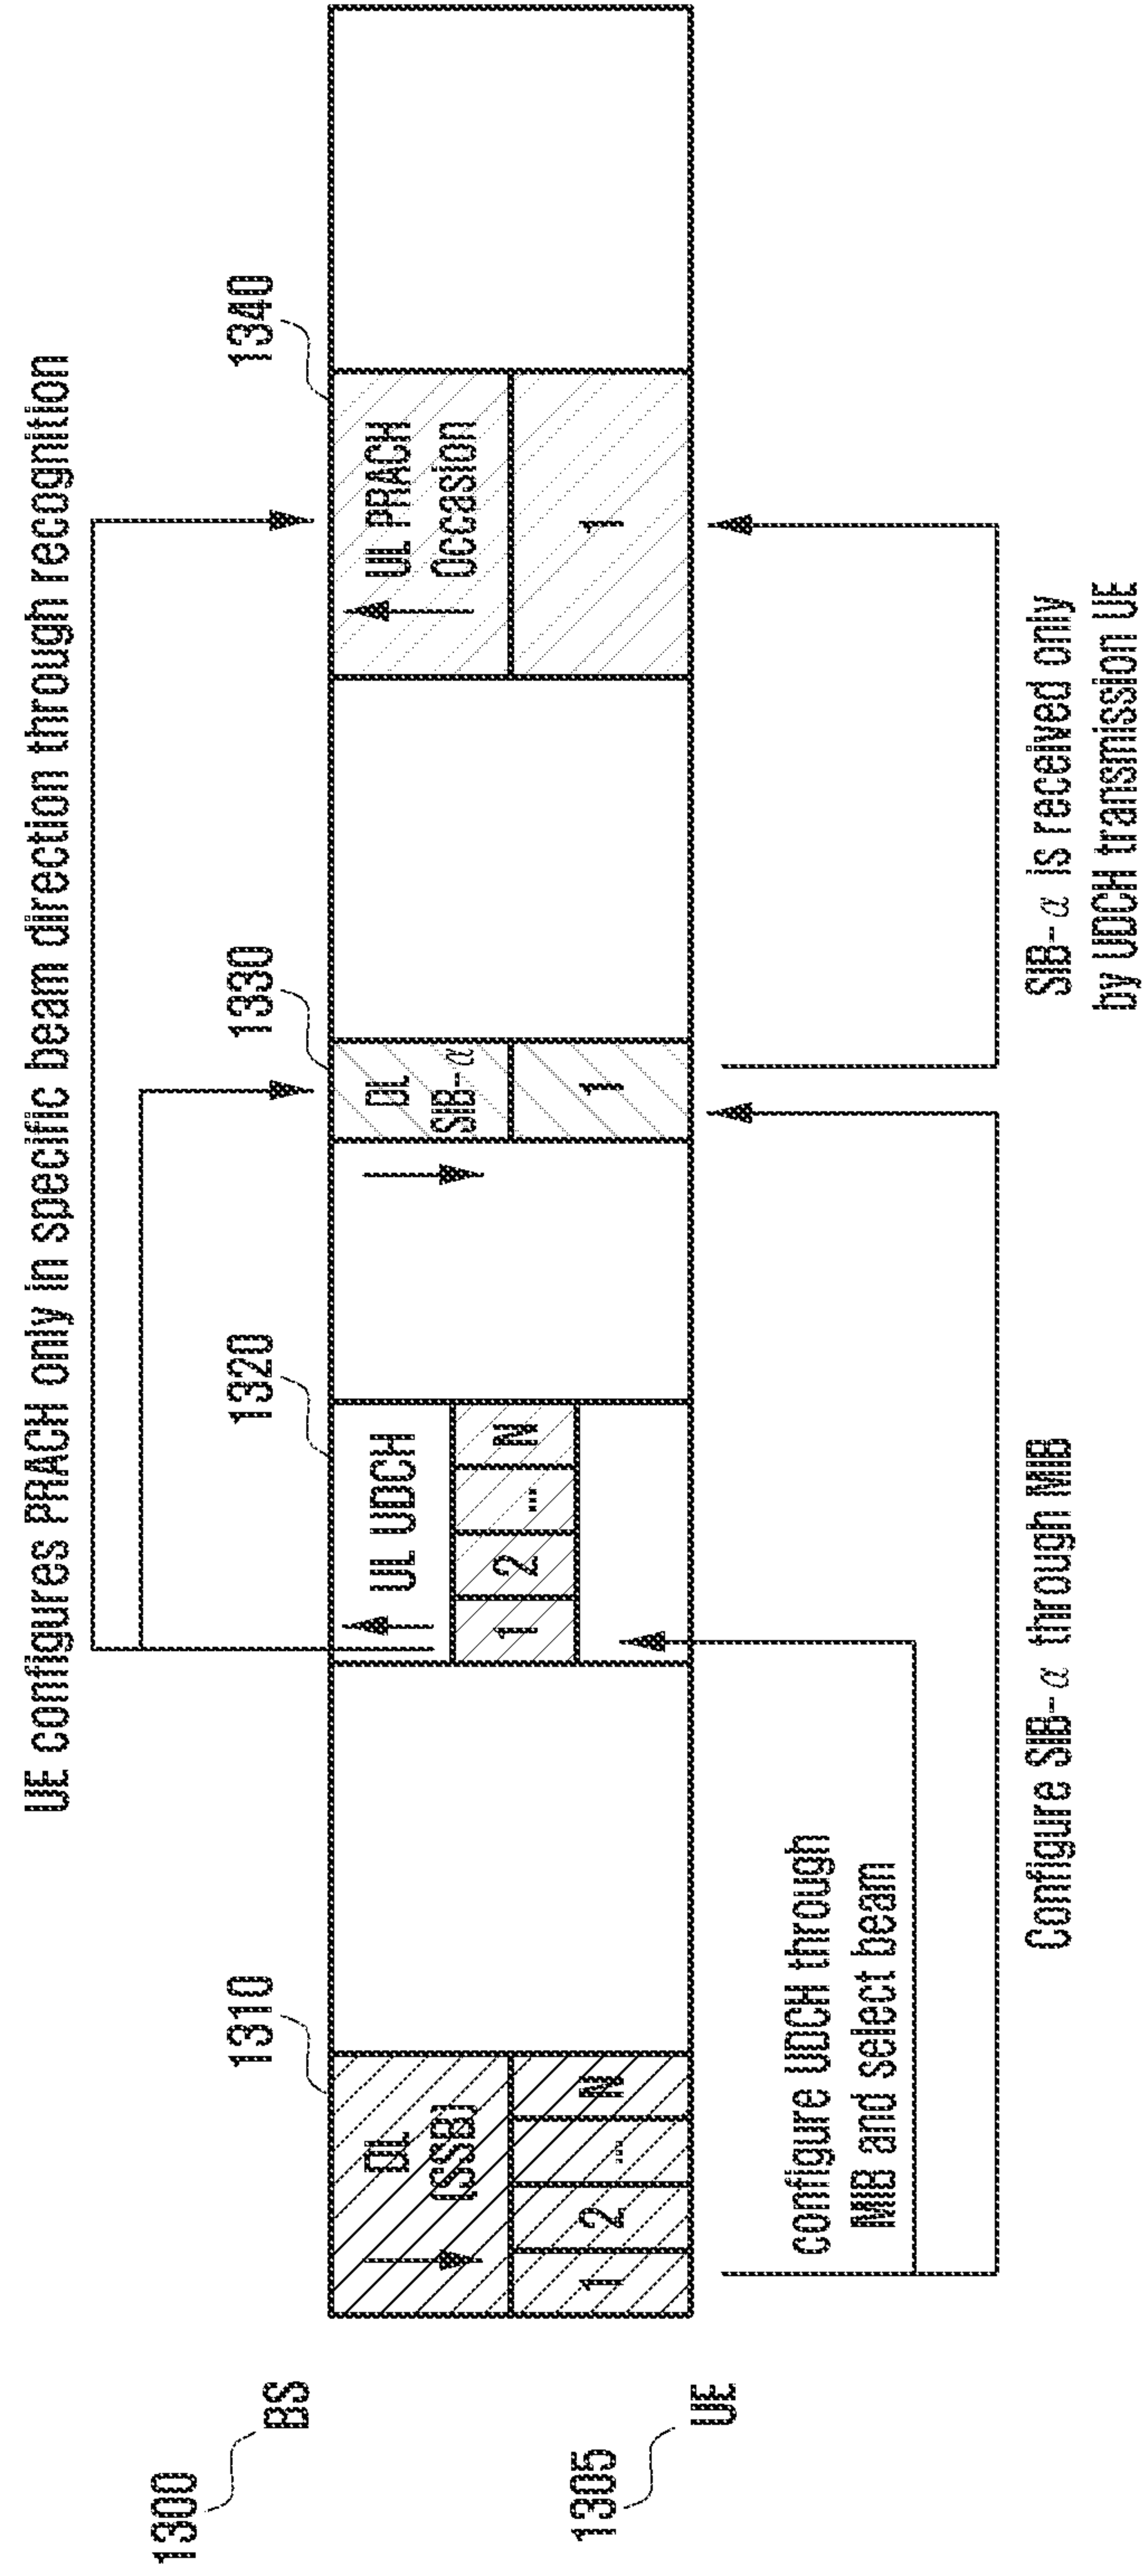 UE configures PRACH only in specific beam direction through recognition
1300
BS
1310
1320
1330
1340
DL
(SSB)
1 2 ... N
UL UDCH
1 2 ... N
DL
SIB-α
1
UL PRACH
Occasion
1
1305
UE
configure UDCH through
MIB and select beam
Configure SIB-α through MIB
SIB-α is received only
by UDCH transmission UE